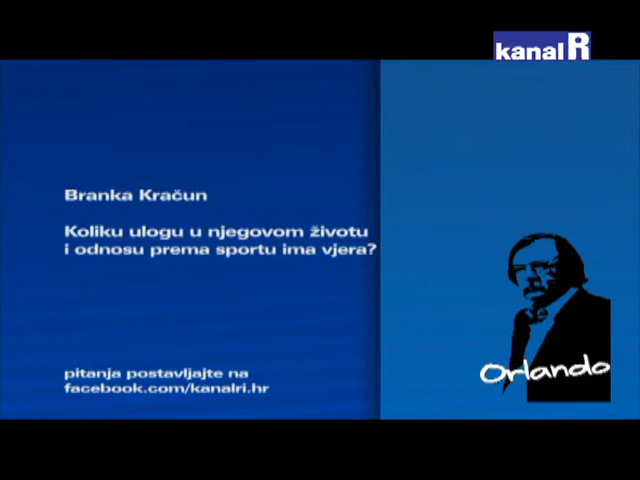 kanal R
Branka Kračun
Koliku ulogu u njegovom životu
i odnosu prema sportu ima vjera?
Orlando
pitanja postavljajte na
facebook.com/kanalri.hr